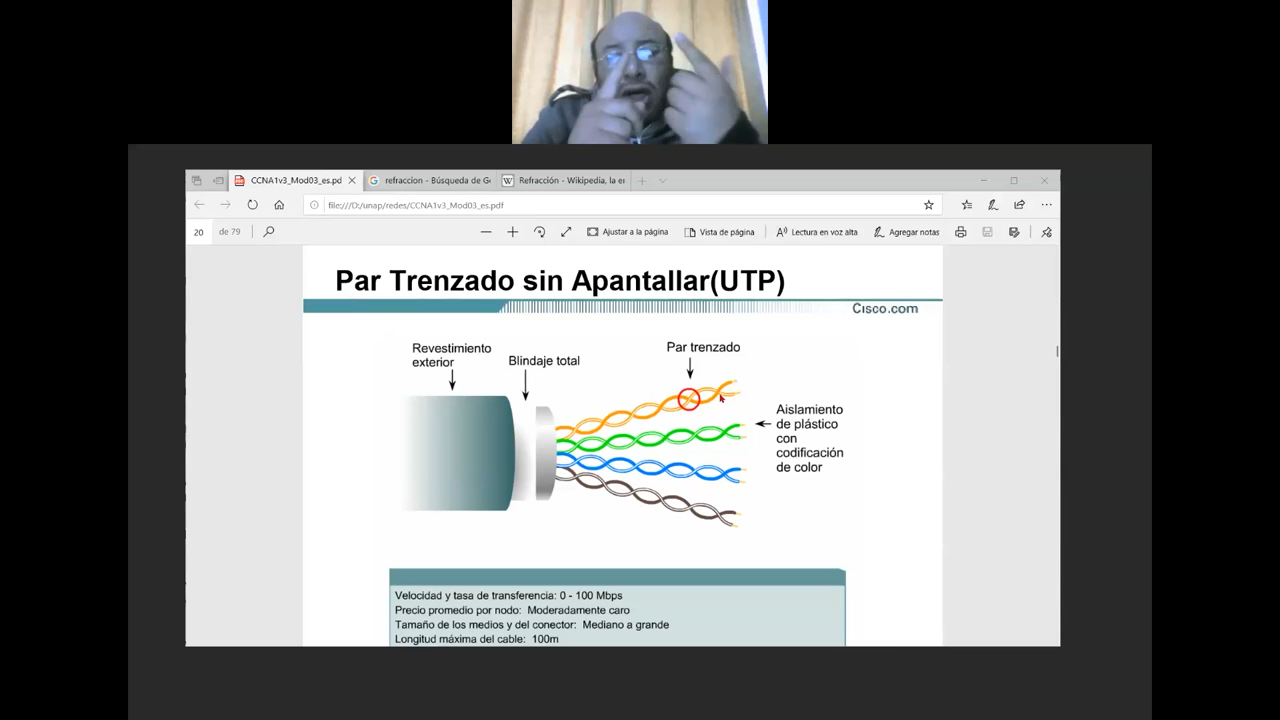 CCNA1v3_Mod03_es.pd
refraccion - Búsqueda de G
W Refracción - Wikipedia, la e
file:///D:/unap/redes/CCNA1v3_Mod03_es.pdf
20 de 79
Ajustar a la página
Vista de página
Lectura en voz alta
Agregar notas
Par Trenzado sin Apantallar(UTP)
Cisco.com
Revestimiento
exterior
Blindaje total
Par trenzado
Aislamiento
de plástico
con
codificación
de color
Velocidad y tasa de transferencia: 0 - 100 Mbps
Precio promedio por nodo: Moderadamente caro
Tamaño de los medios y del conector: Mediano a grande
Longitud máxima del cable: 100m